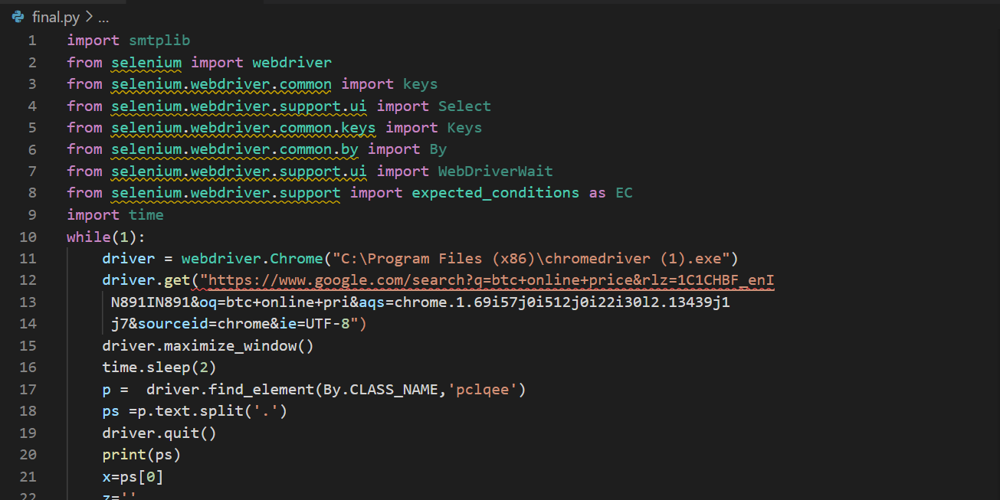 final.py > ...
1 import smtplib
2 from selenium import webdriver
3 from selenium.webdriver.common import keys
4 from selenium.webdriver.support.ui import Select
5 from selenium.webdriver.common.keys import Keys
6 from selenium.webdriver.common.by import By
7 from selenium.webdriver.support.ui import WebDriverWait
8 from selenium.webdriver.support import expected_conditions as EC
9 import time
10 while(1):
11     driver = webdriver.Chrome("C:\Program Files (x86)\chromedriver (1).exe")
12     driver.get("https://www.google.com/search?q=btc+online+price&rlz=1C1CHBF_enI
13      N891IN891&oq=btc+online+pri&aqs=chrome.1.69i57j0i512j0i22i30l2.13439j1
14      j7&sourceid=chrome&ie=UTF-8")
15     driver.maximize_window()
16     time.sleep(2)
17     p =  driver.find_element(By.CLASS_NAME,'pclqee')
18     ps =p.text.split('.')
19     driver.quit()
20     print(ps)
21     x=ps[0]
22     z=''